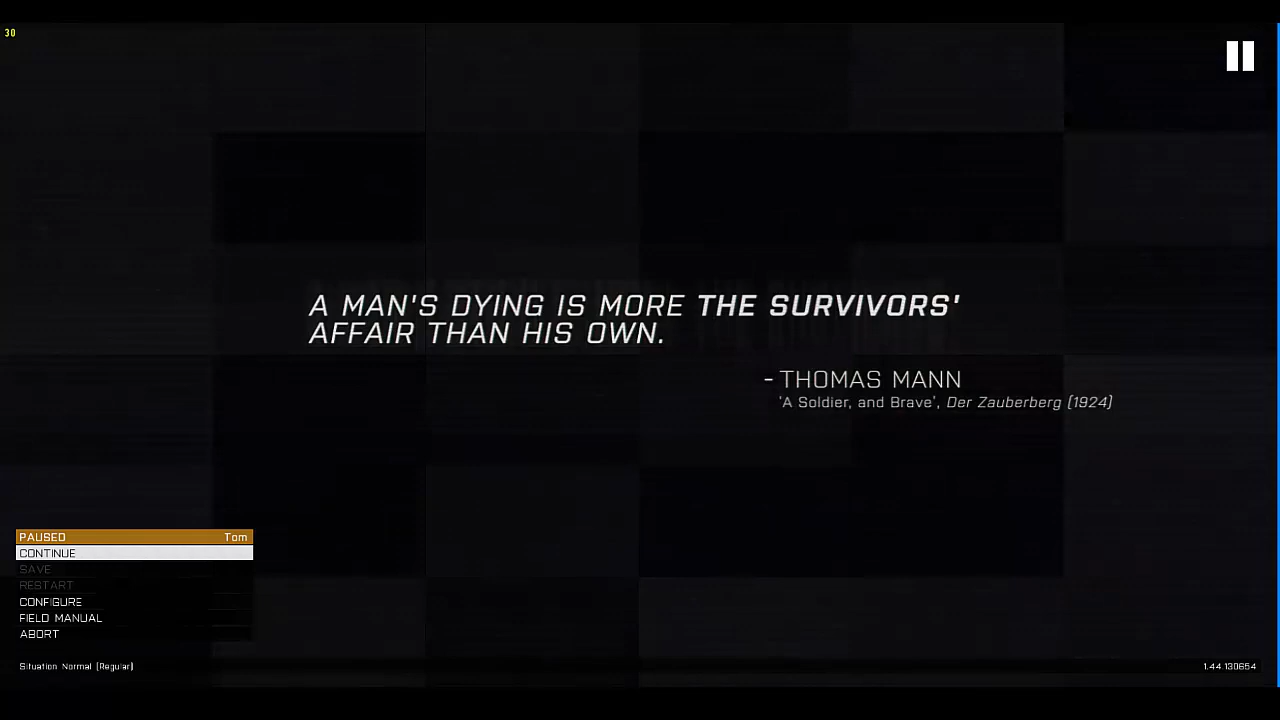 30
A MAN'S DYING IS MORE THE SURVIVORS'
AFFAIR THAN HIS OWN.
- THOMAS MANN
'A Soldier, and Brave', Der Zauberberg (1924)
PAUSED Tom
CONTINUE
SAVE
RESTART
CONFIGURE
FIELD MANUAL
ABORT
Situation Normal (Regular)
1.44.130654